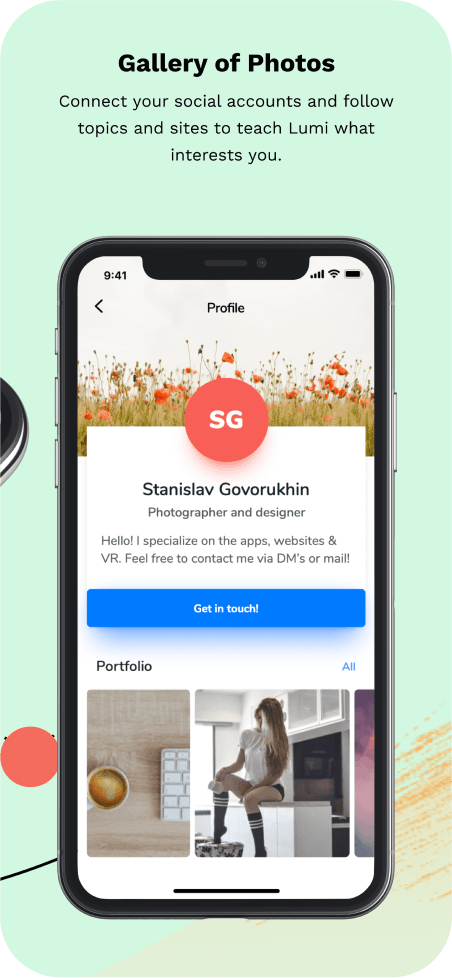 Gallery of Photos
Connect your social accounts and follow
topics and sites to teach Lumi what
interests you.
9:41
Profile
SG
Stanislav Govorukhin
Photographer and designer
Hello! I specialize on the apps, websites &
VR. Feel free to contact me via DM's or mail!
Get in touch!
Portfolio
All